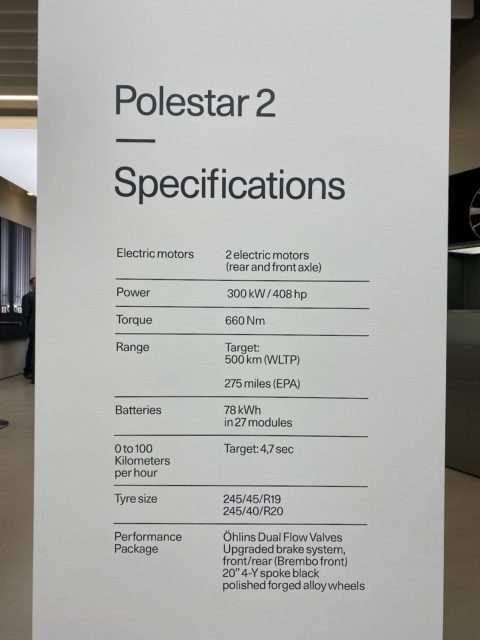 Polestar 2
Specifications
Electric motors 2 electric motors
(rear and front axle)
Power 300 kW / 408 hp
Torque 660 Nm
Range Target:
500 km (WLTP)
275 miles (EPA)
Batteries 78 kWh
in 27 modules
0 to 100 Target: 4,7 sec
Kilometers
per hour
Tyre size 245/45/R19
245/40/R20
Performance Öhlins Dual Flow Valves
Package Upgraded brake system,
front/rear (Brembo front)
20" 4-Y spoke black
polished forged alloy wheels